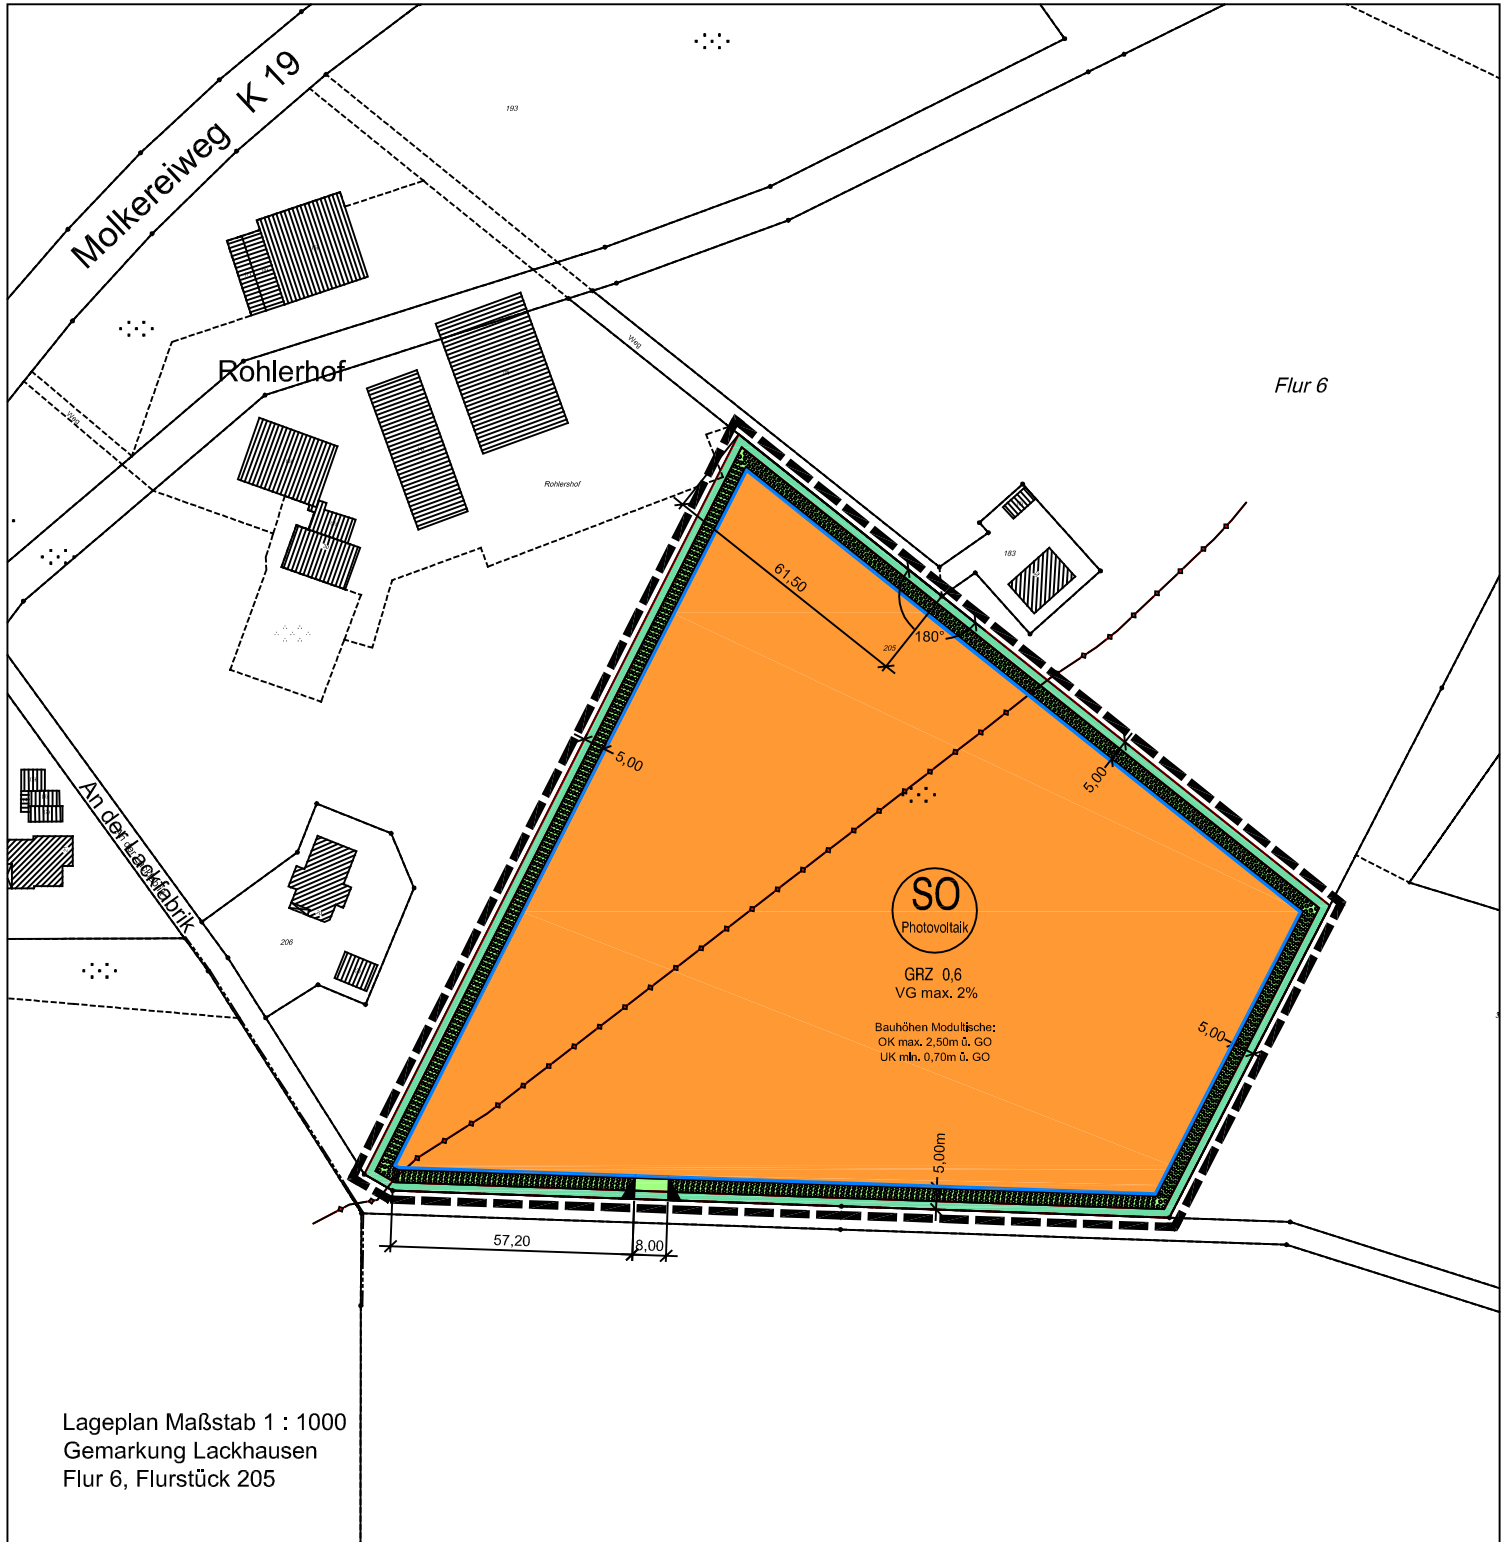 Molkereiweg K 19
193
Rohlerhof
Weg
Weg
Flur 6
Rohlershof
183
61,50
180°
205
5,00
5,00
An der Lackfabrik
SO
Photovoltaik
206
GRZ 0,6
VG max. 2%
Bauhöhen Modultische:
OK max. 2,50m ü. GO
UK min. 0,70m ü. GO
5,00
5,00m
57,20
8,00
Lageplan Maßstab 1 : 1000
Gemarkung Lackhausen
Flur 6, Flurstück 205